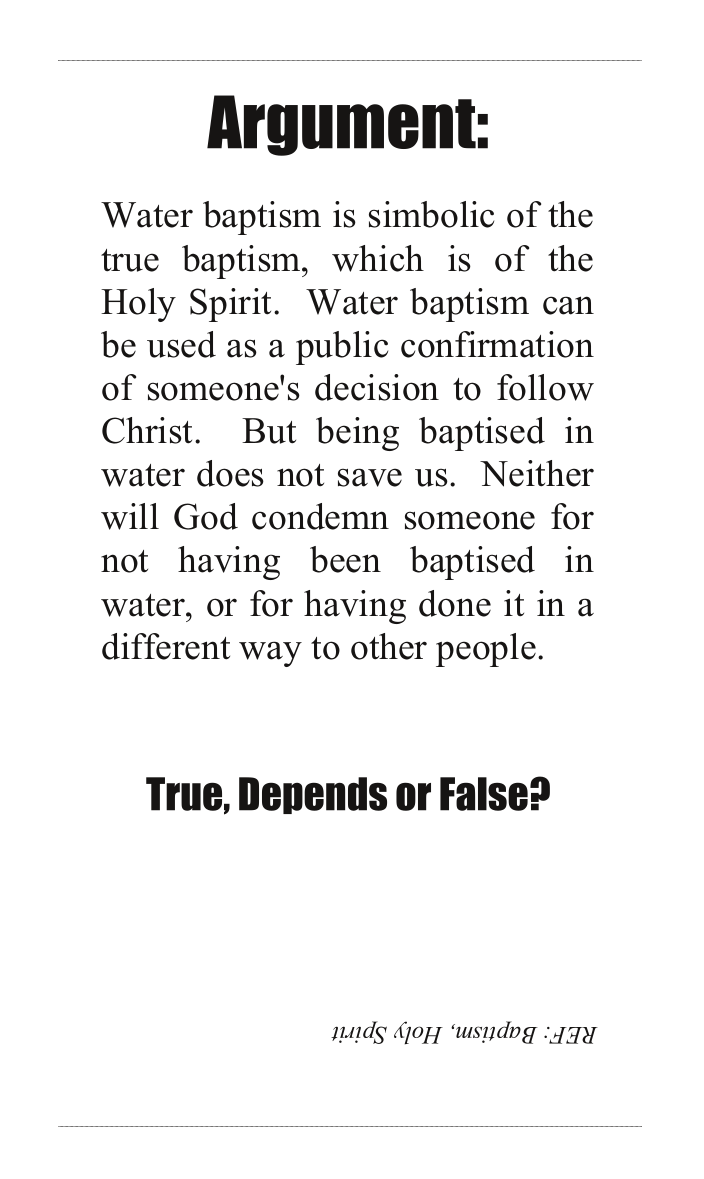 Argument:
Water baptism is simbolic of the
true baptism, which is of the
Holy Spirit. Water baptism can
be used as a public confirmation
of someone's decision to follow
Christ. But being baptised in
water does not save us. Neither
will God condemn someone for
not having been baptised in
water, or for having done it in a
different way to other people.
True, Depends or False?
REF: Baptism, Holy Spirit